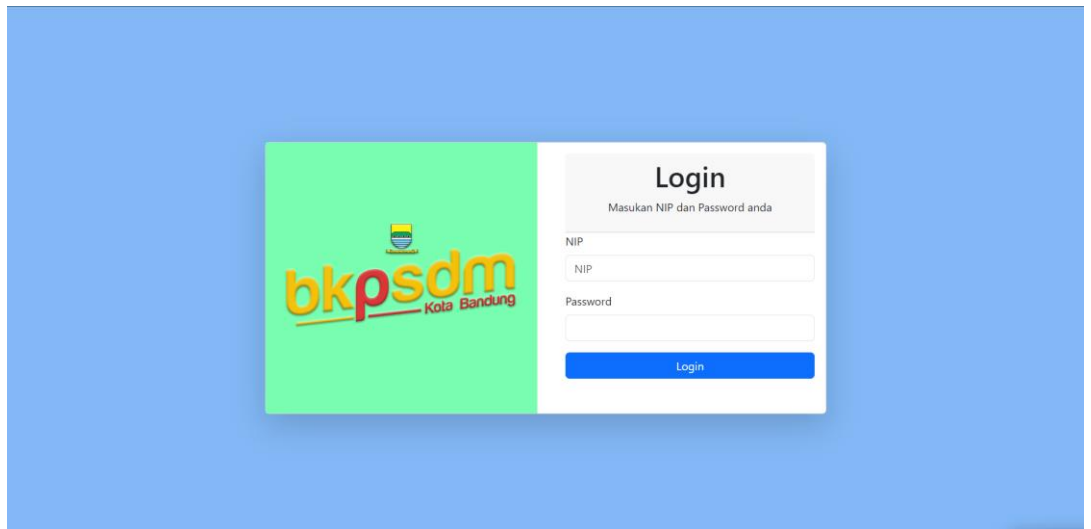 bkpsdm
Kota Bandung
Login
Masukan NIP dan Password anda
NIP
NIP
Password
Login